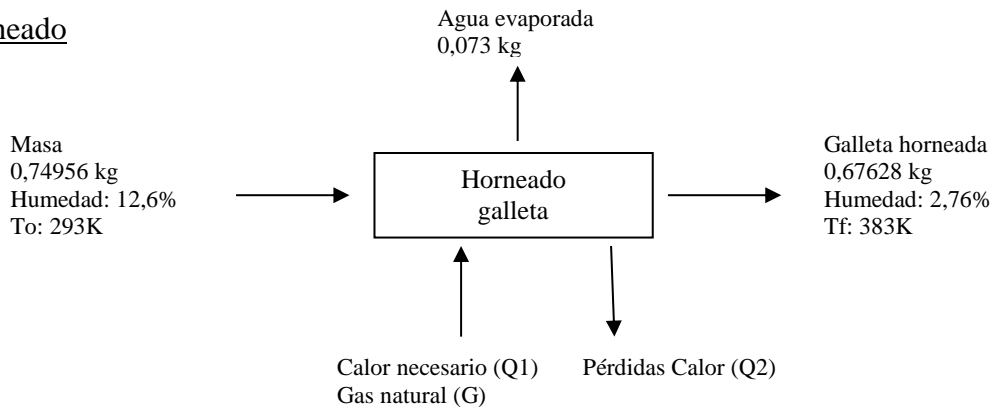 neado
Agua evaporada
0,073 kg
Masa
0,74956 kg
Humedad: 12,6%
To: 293K
Horneado
galleta
Galleta horneada
0,67628 kg
Humedad: 2,76%
Tf: 383K
Calor necesario (Q1)
Gas natural (G)
Pérdidas Calor (Q2)